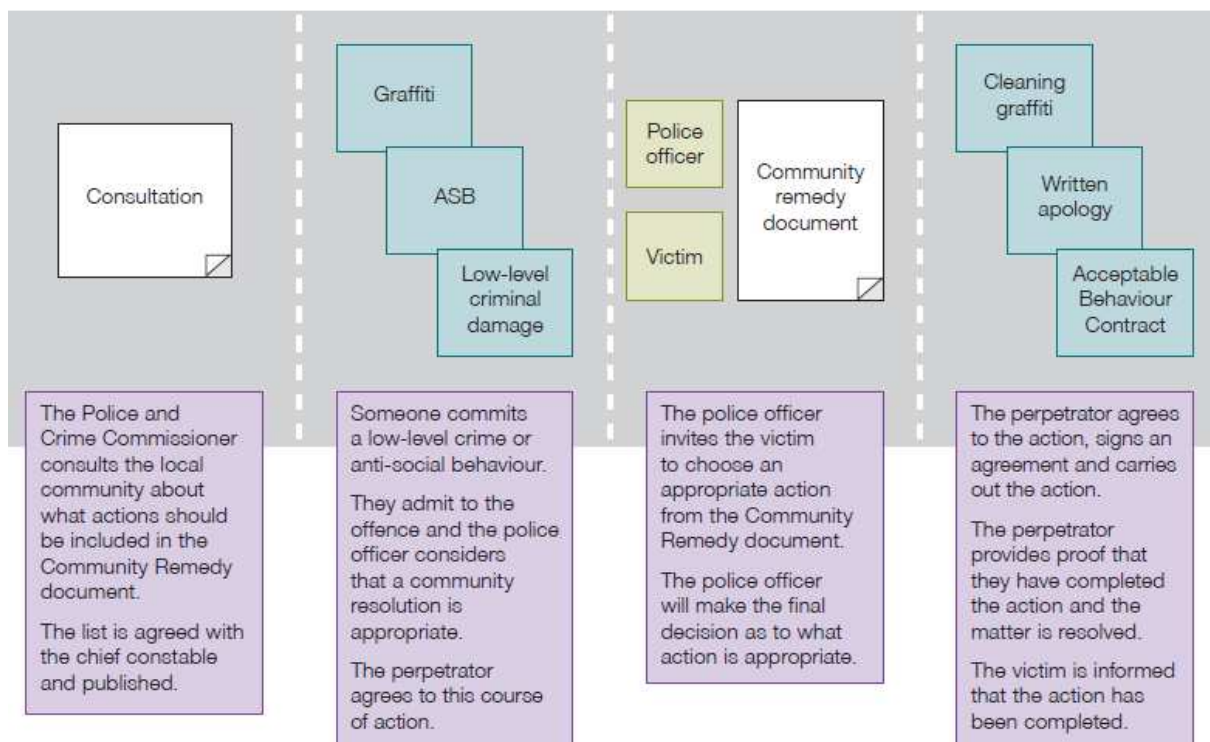 Consultation
Graffiti
ASB
Low-level
criminal
damage
Police
officer
Victim
Community
remedy
document
Cleaning
graffiti
Written
apology
Acceptable
Behaviour
Contract
The Police and
Crime Commissioner
consults the local
community about
what actions should
be included in the
Community Remedy
document.
The list is agreed with
the chief constable
and published.
Someone commits
a low-level crime or
anti-social behaviour.
They admit to the
offence and the police
officer considers
that a community
resolution is
appropriate.
The perpetrator
agrees to this course
of action.
The police officer
invites the victim
to choose an
appropriate action
from the Community
Remedy document.
The police officer
will make the final
decision as to what
action is appropriate.
The perpetrator agrees
to the action, signs an
agreement and carries
out the action.
The perpetrator
provides proof that
they have completed
the action and the
matter is resolved.
The victim is informed
that the action has
been completed.